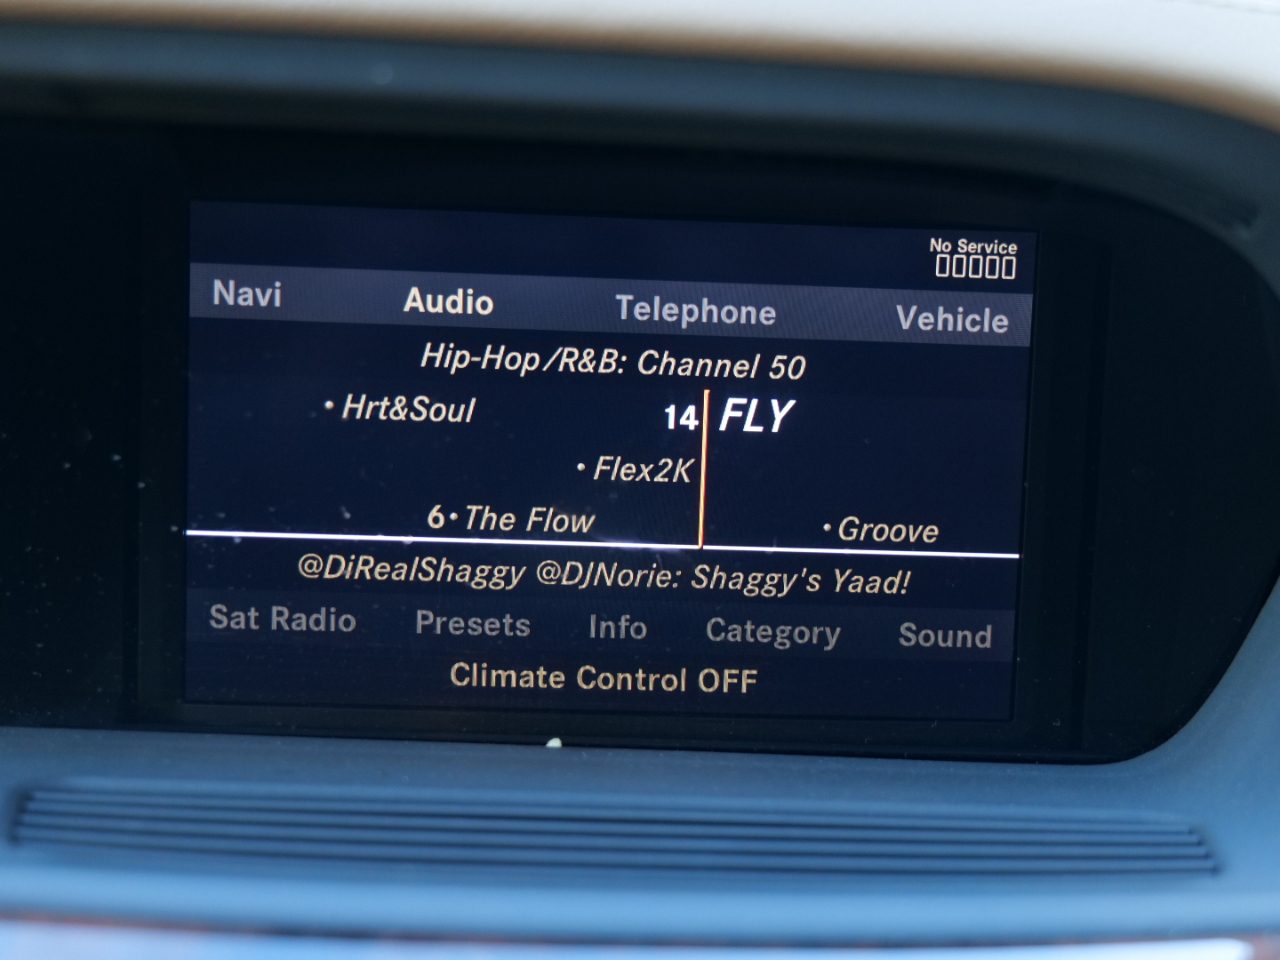 No Service
Navi Audio Telephone Vehicle
Hip-Hop/R&B: Channel 50
• Hrt&Soul 14 FLY
• Flex2K
6• The Flow • Groove
@DiRealShaggy @DJNorie: Shaggy's Yaad!
Sat Radio Presets Info Category Sound
Climate Control OFF